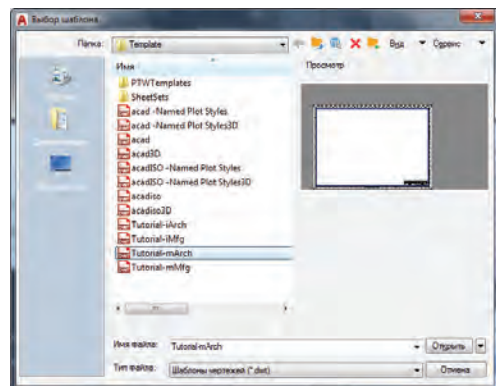 Выбор шаблона
Папка: Template Вид Сервис
Имя Просмотр
PTWTemplates
SheetSets
acad -Named Plot Styles
acad -Named Plot Styles3D
acad
acad3D
acadISO -Named Plot Styles
acadISO -Named Plot Styles3D
acadiso
acadiso3D
Tutorial-iArch
Tutorial-iMfg
Tutorial-mArch
Tutorial-mMfg
Имя файла: Tutorial-mArch Открыть
Тип файла: Шаблоны чертежей (*.dwt) Отмена